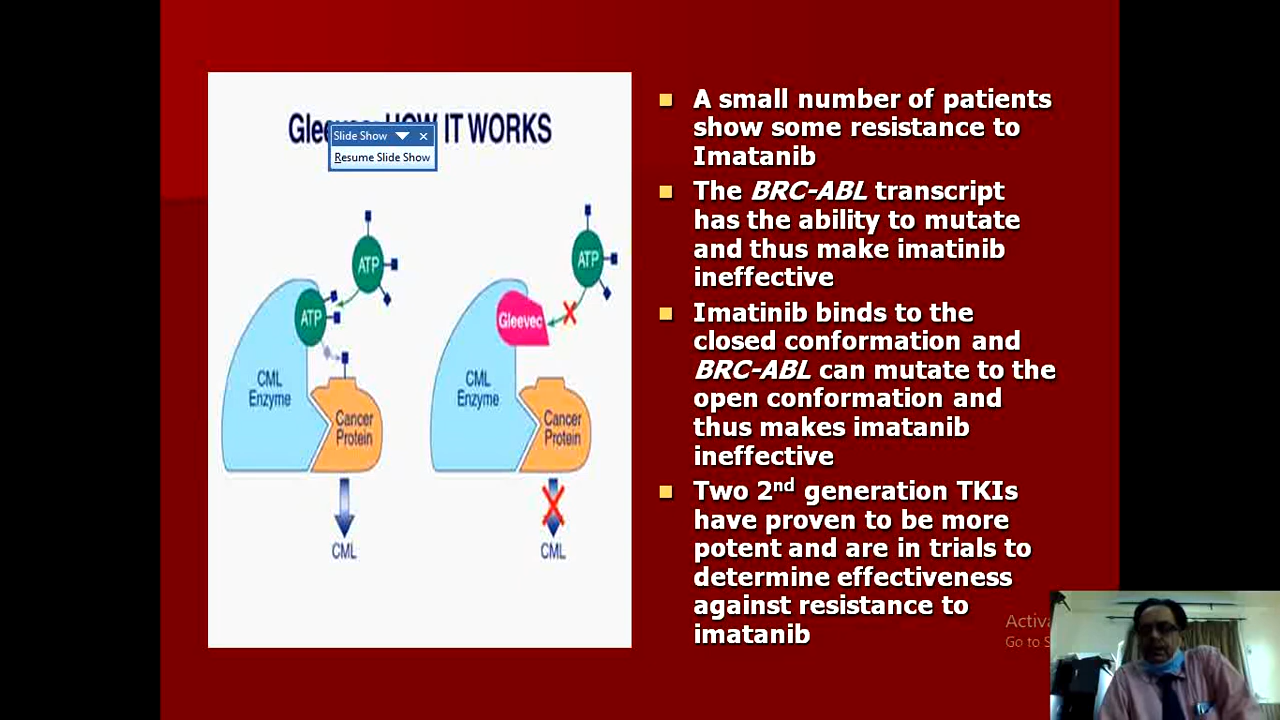 Glee HOW IT WORKS
Slide Show
Resume Slide Show
ATP
ATP
CML
Enzyme
Cancer
Protein
CML
ATP
Gleevec
CML
Enzyme
Cancer
Protein
CML
A small number of patients
show some resistance to
Imatanib
The BRC-ABL transcript
has the ability to mutate
and thus make imatinib
ineffective
Imatinib binds to the
closed conformation and
BRC-ABL can mutate to the
open conformation and
thus makes imatanib
ineffective
Two 2nd generation TKIs
have proven to be more
potent and are in trials to
determine effectiveness
against resistance to
imatanib
Activa
Go to S